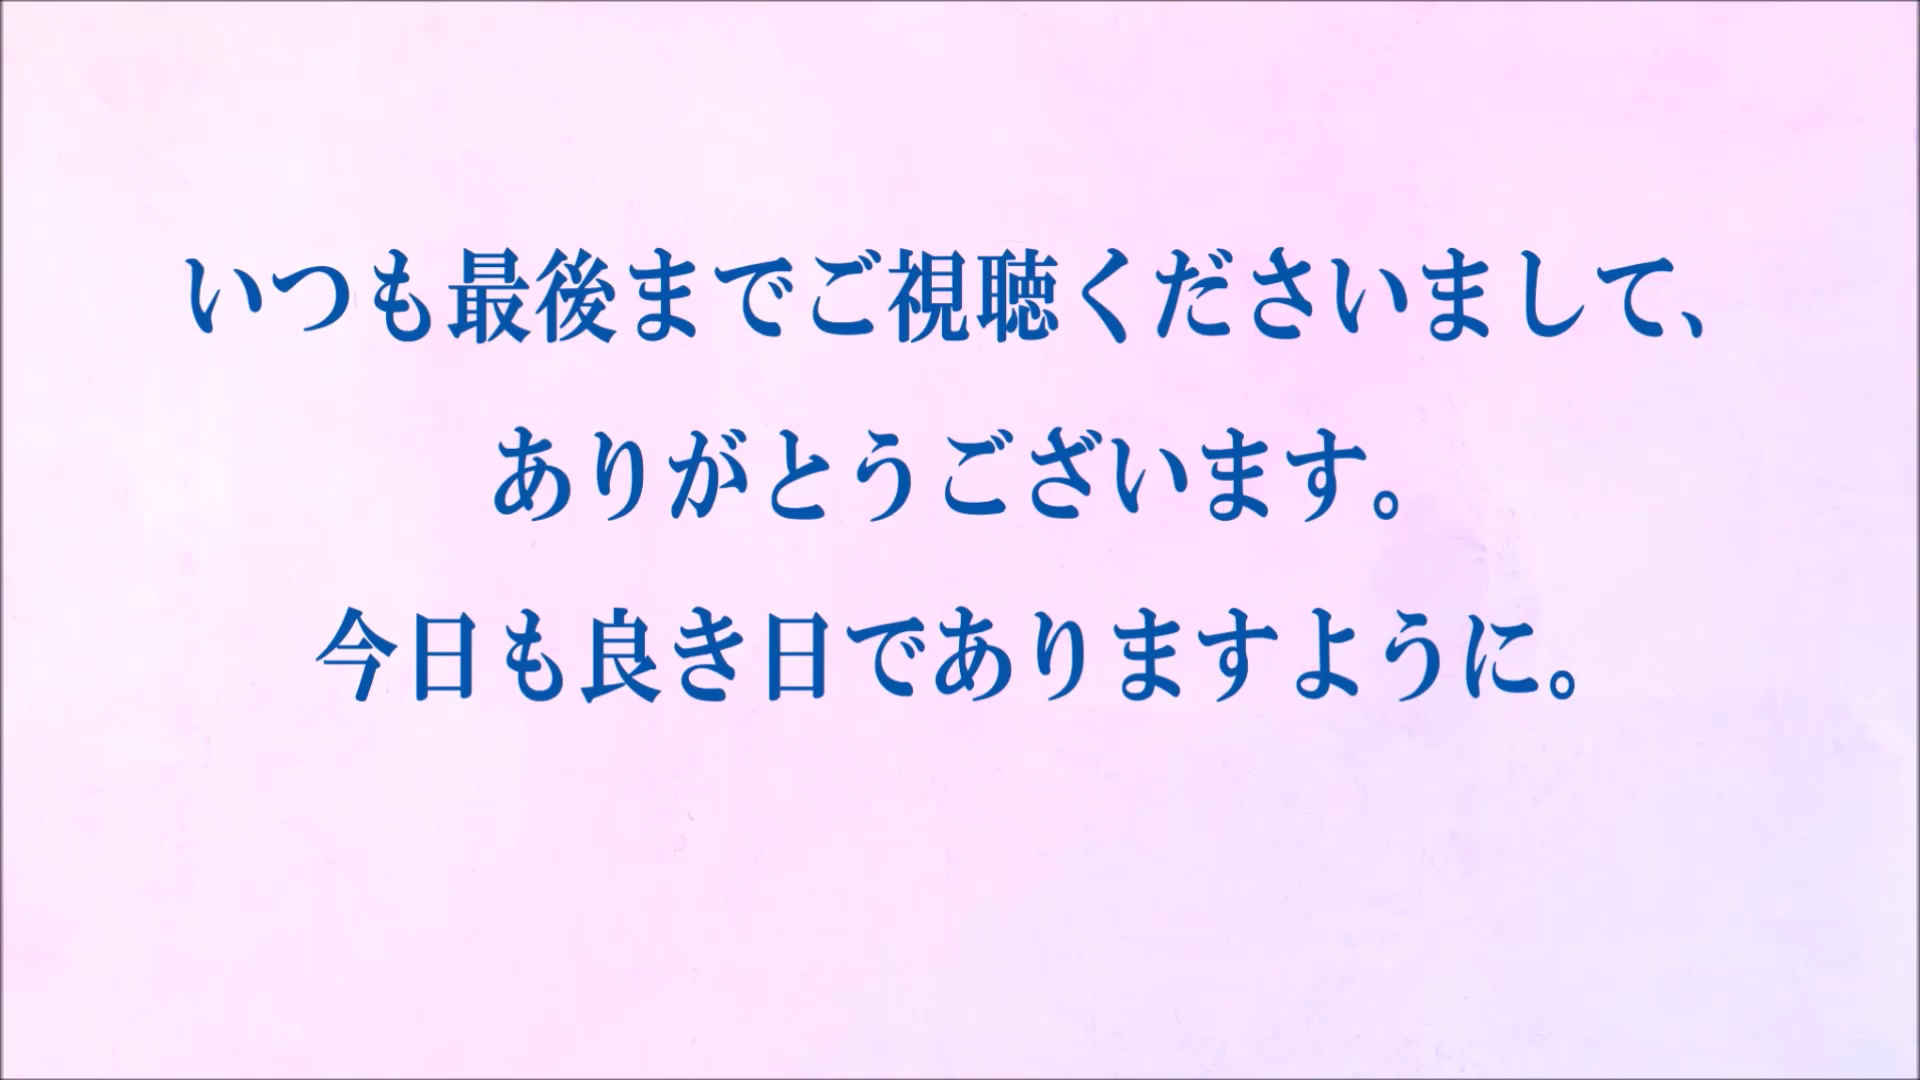 いつも最後までご視聴くださいまして、
ありがとうございます。
今日も良き日でありますように。